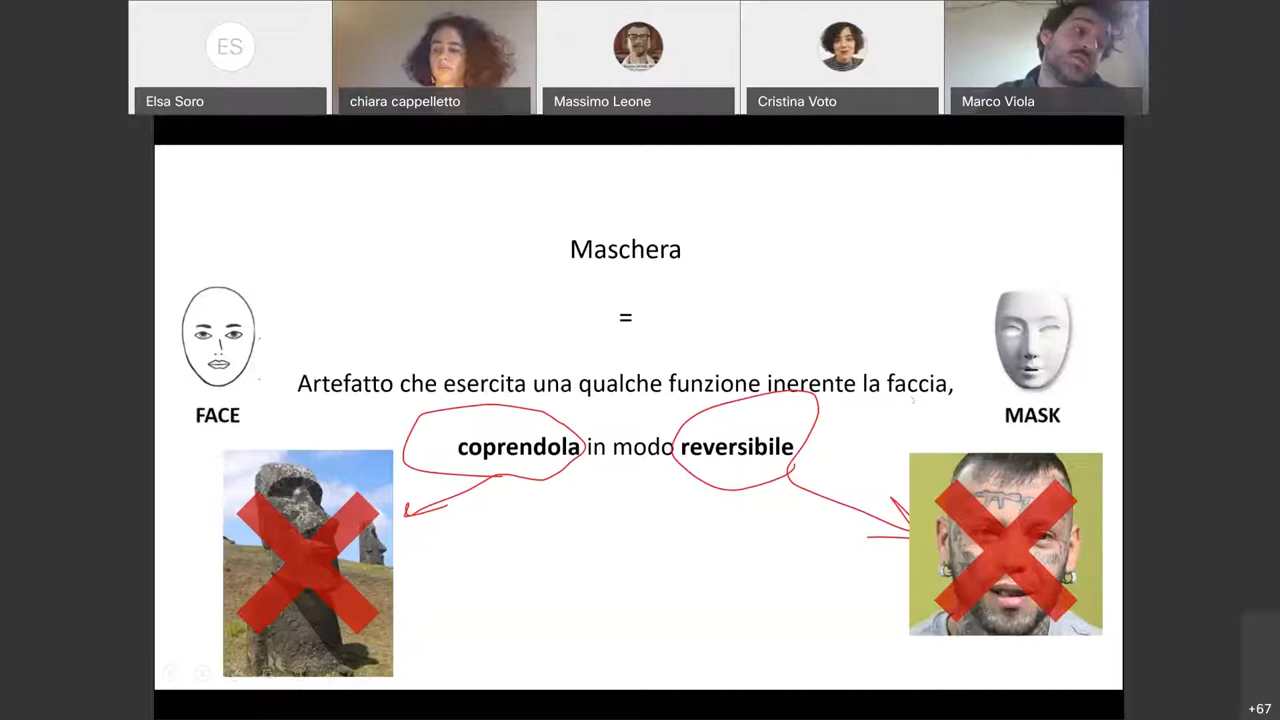 ES
Elsa Soro
chiara cappelletto
Massimo Leone
Cristina Voto
Marco Viola
Maschera
=
Artefatto che esercita una qualche funzione inerente la faccia,
coprendola in modo reversibile
FACE
MASK
+67